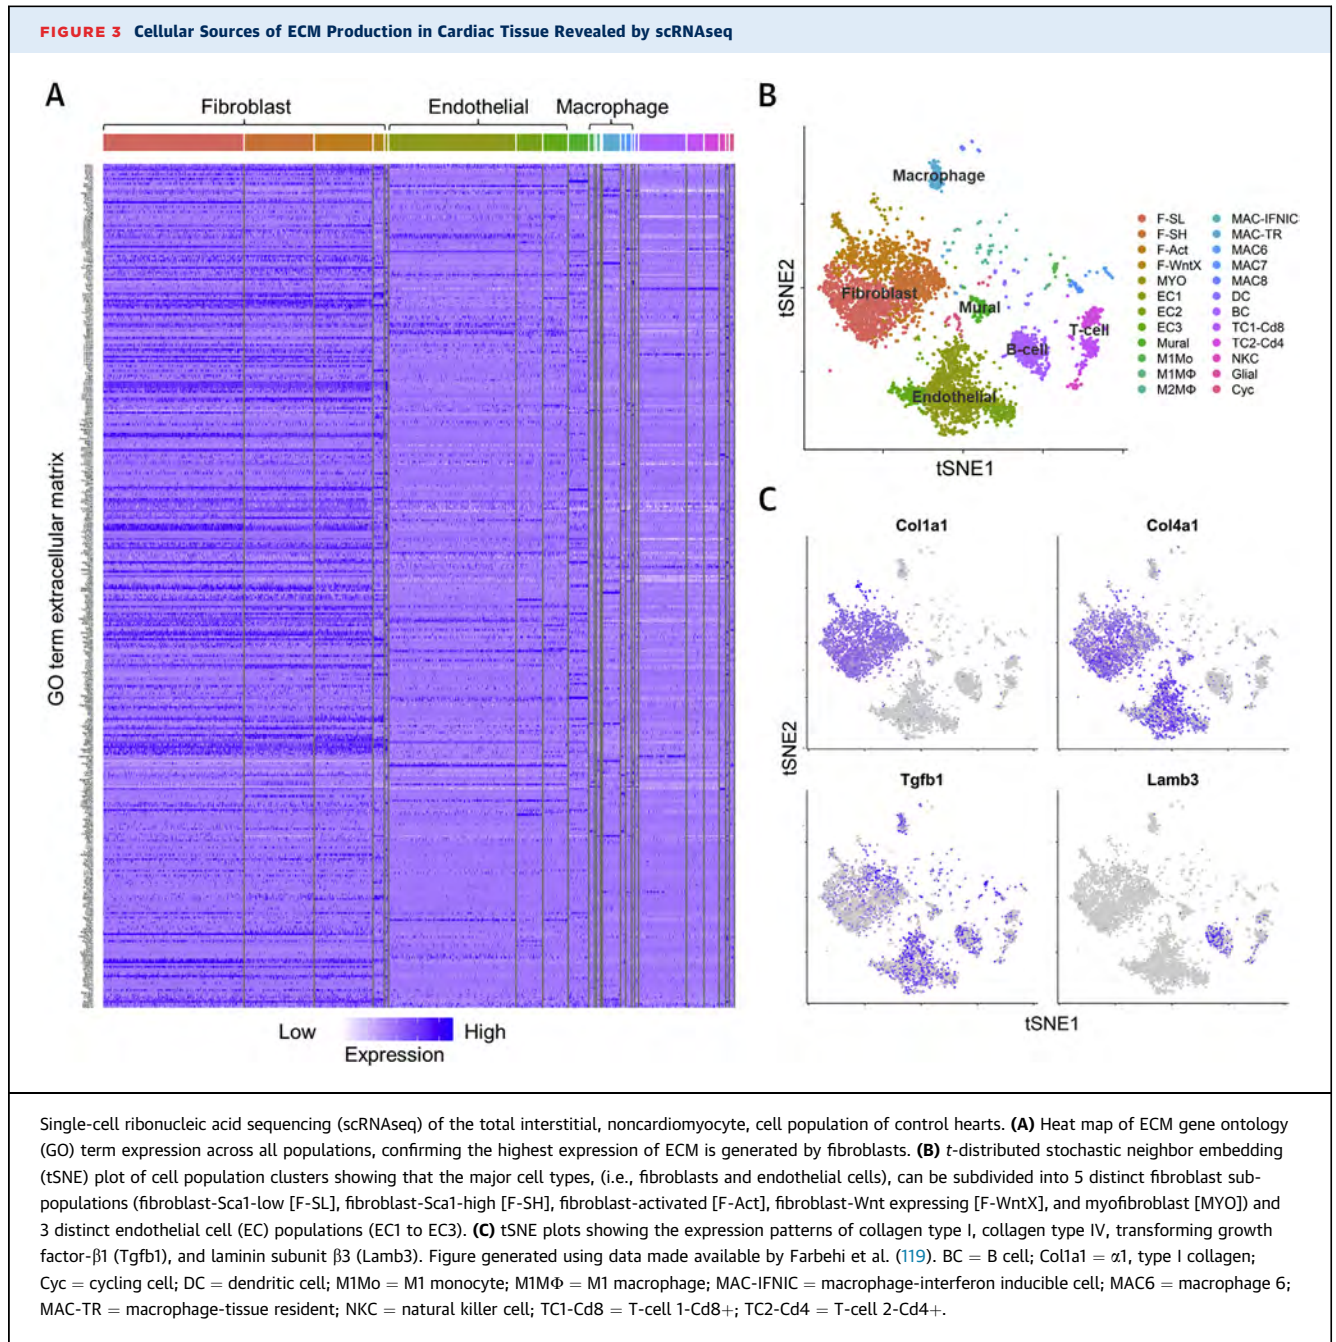 FIGURE 3 Cellular Sources of ECM Production in Cardiac Tissue Revealed by scRNAseq
A
Fibroblast
Endothelial
Macrophage
GO term extracellular matrix
Low
High
Expression
B
Macrophage
Fibroblast
Mural
T-cell
B-cell
Endothelial
tSNE2
tSNE1
F-SL
F-SH
F-Act
F-WntX
MYO
EC1
EC2
EC3
Mural
M1Mo
M1MΦ
M2MΦ
MAC-IFNIC
MAC-TR
MAC6
MAC7
MAC8
DC
BC
TC1-Cd8
TC2-Cd4
NKC
Glial
Cyc
C
Col1a1
Col4a1
Tgfb1
Lamb3
tSNE2
tSNE1
Single-cell ribonucleic acid sequencing (scRNAseq) of the total interstitial, noncardiomyocyte, cell population of control hearts. (A) Heat map of ECM gene ontology
(GO) term expression across all populations, confirming the highest expression of ECM is generated by fibroblasts. (B) t-distributed stochastic neighbor embedding
(tSNE) plot of cell population clusters showing that the major cell types, (i.e., fibroblasts and endothelial cells), can be subdivided into 5 distinct fibroblast sub-
populations (fibroblast-Sca1-low [F-SL], fibroblast-Sca1-high [F-SH], fibroblast-activated [F-Act], fibroblast-Wnt expressing [F-WntX], and myofibroblast [MYO]) and
3 distinct endothelial cell (EC) populations (EC1 to EC3). (C) tSNE plots showing the expression patterns of collagen type I, collagen type IV, transforming growth
factor-β1 (Tgfb1), and laminin subunit β3 (Lamb3). Figure generated using data made available by Farbehi et al. (119). BC = B cell; Col1a1 = α1, type I collagen;
Cyc = cycling cell; DC = dendritic cell; M1Mo = M1 monocyte; M1MΦ = M1 macrophage; MAC-IFNIC = macrophage-interferon inducible cell; MAC6 = macrophage 6;
MAC-TR = macrophage-tissue resident; NKC = natural killer cell; TC1-Cd8 = T-cell 1-Cd8+; TC2-Cd4 = T-cell 2-Cd4+.